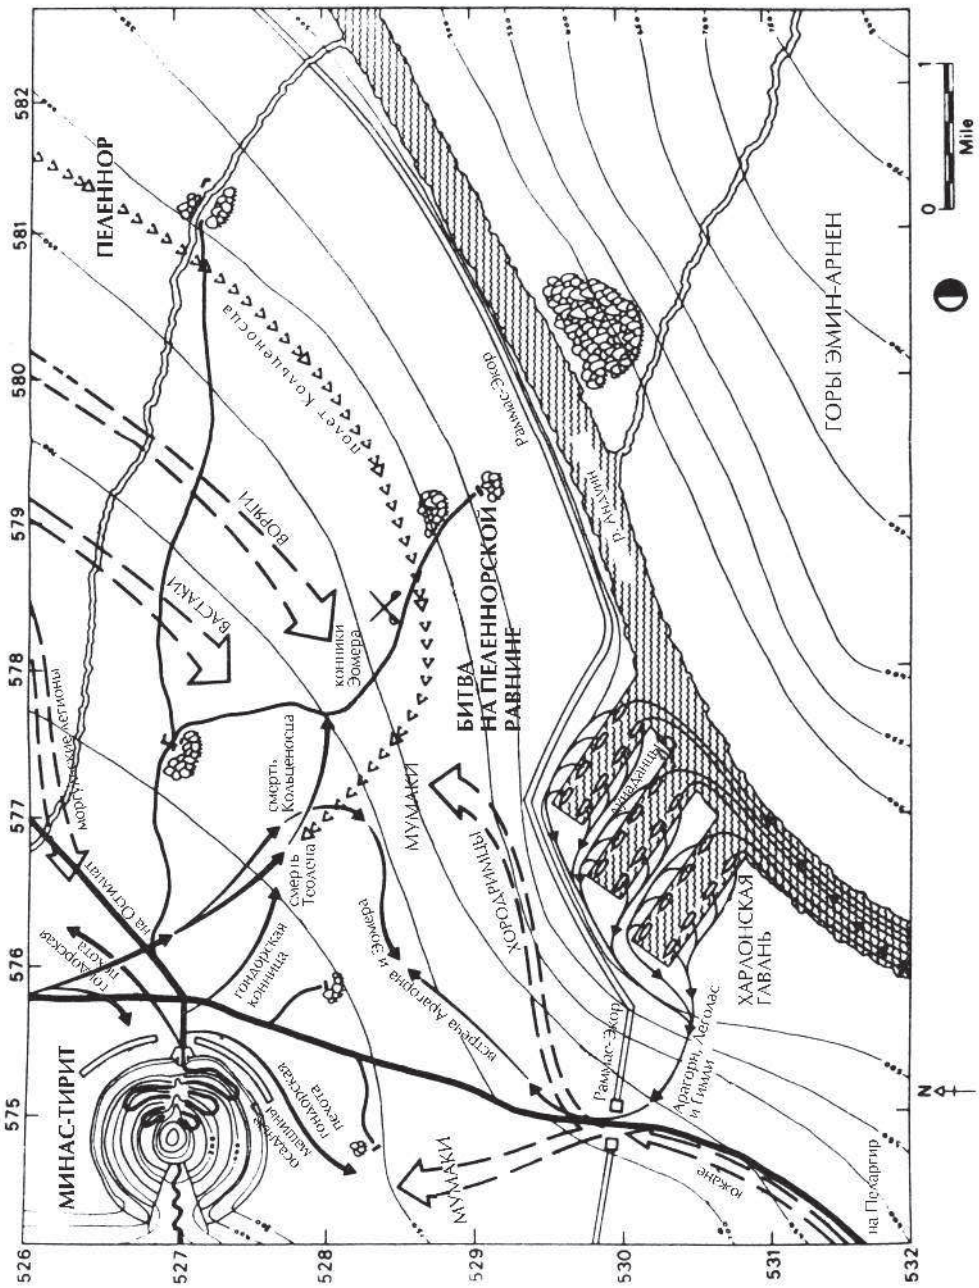 МИНАС-ТИРИТ
ПЕЛЕННОР
моргульские легионы
на Осгилиат
гондорская
пехота
осадные
машины
гондорская
пехота
гондорская
конница
ВАСТАКИ
ВОРЯГИ
полет Кольценосца
смерть
Кольценосца
смерть
Теодена
конники
Эомера
встреча Арагорна и Эомера
МУМАКИ
БИТВА
НА ПЕЛЕННОРСКОЙ
РАВНИНЕ
МУМАКИ
ХОРОДРИМЦЫ
Раммас-Экор
Раммас-Экор
р. Андуин
Дунаданцы
ХАРЛОНСКАЯ
ГАВАНЬ
Арагорн, Леголас
и Гимли
южане
на Пеларгир
ГОРЫ ЭМИН-АРНЕН
575
576
577
578
579
580
581
582
526
527
528
529
530
531
532
N
0
1
Mile